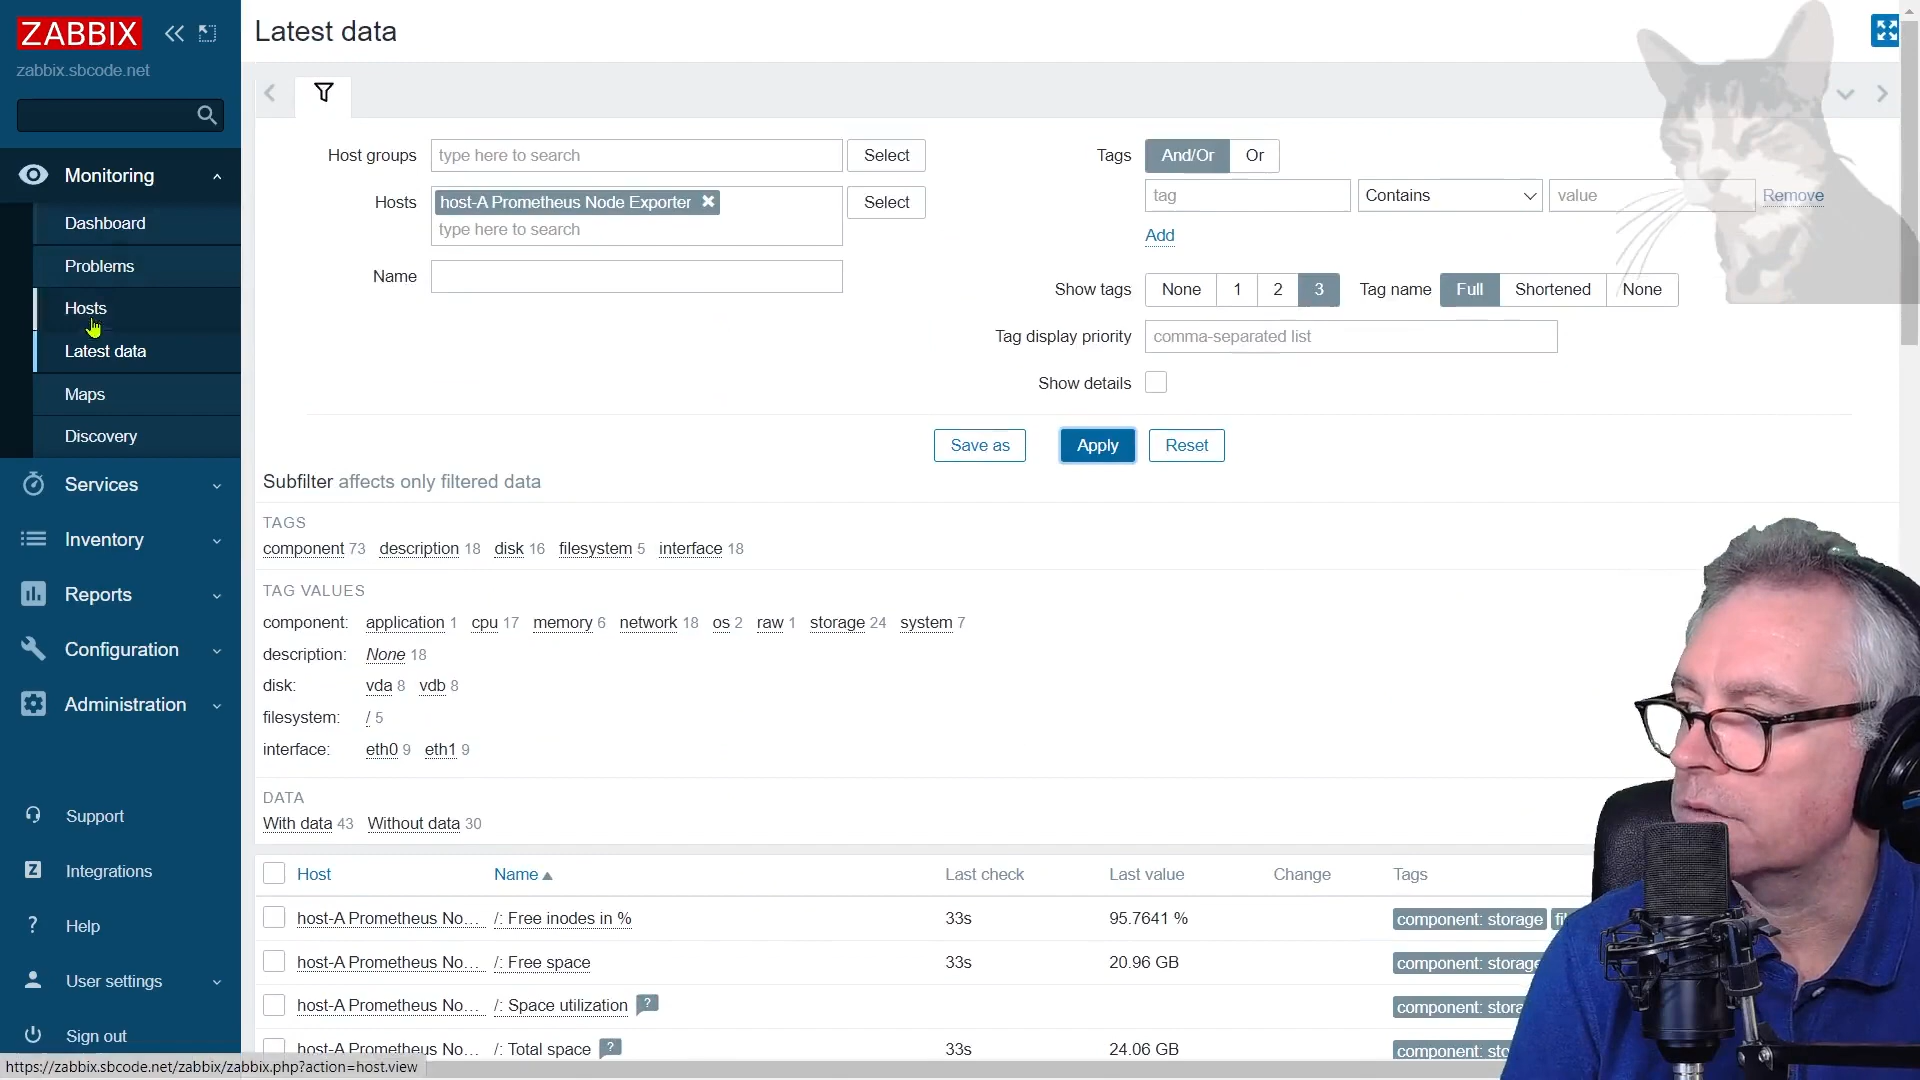 ZABBIX
Latest data
zabbix.sbcode.net
Monitoring
Dashboard
Problems
Hosts
Latest data
Maps
Discovery
Services
Inventory
Reports
Configuration
Administration
Support
Integrations
Help
User settings
Sign out
https://zabbix.sbcode.net/zabbix/zabbix.php?action=host.view
Host groups type here to search Select
Hosts host-A Prometheus Node Exporter Select
type here to search
Name
Tags And/Or Or
tag Contains value Remove
Add
Show tags None 1 2 3 Tag name Full Shortened None
Tag display priority comma-separated list
Show details
Save as Apply Reset
Subfilter affects only filtered data
TAGS
component 73 description 18 disk 16 filesystem 5 interface 18
TAG VALUES
component: application 1 cpu 17 memory 6 network 18 os 2 raw 1 storage 24 system 7
description: None 18
disk: vda 8 vdb 8
filesystem: / 5
interface: eth0 9 eth1 9
DATA
With data 43 Without data 30
Host Name Last check Last value Change Tags
host-A Prometheus No... /: Free inodes in % 33s 95.7641 % component: storage
host-A Prometheus No... /: Free space 33s 20.96 GB component: storage
host-A Prometheus No... /: Space utilization ? component:
host-A Prometheus No... /: Total space ? 33s 24.06 GB component: